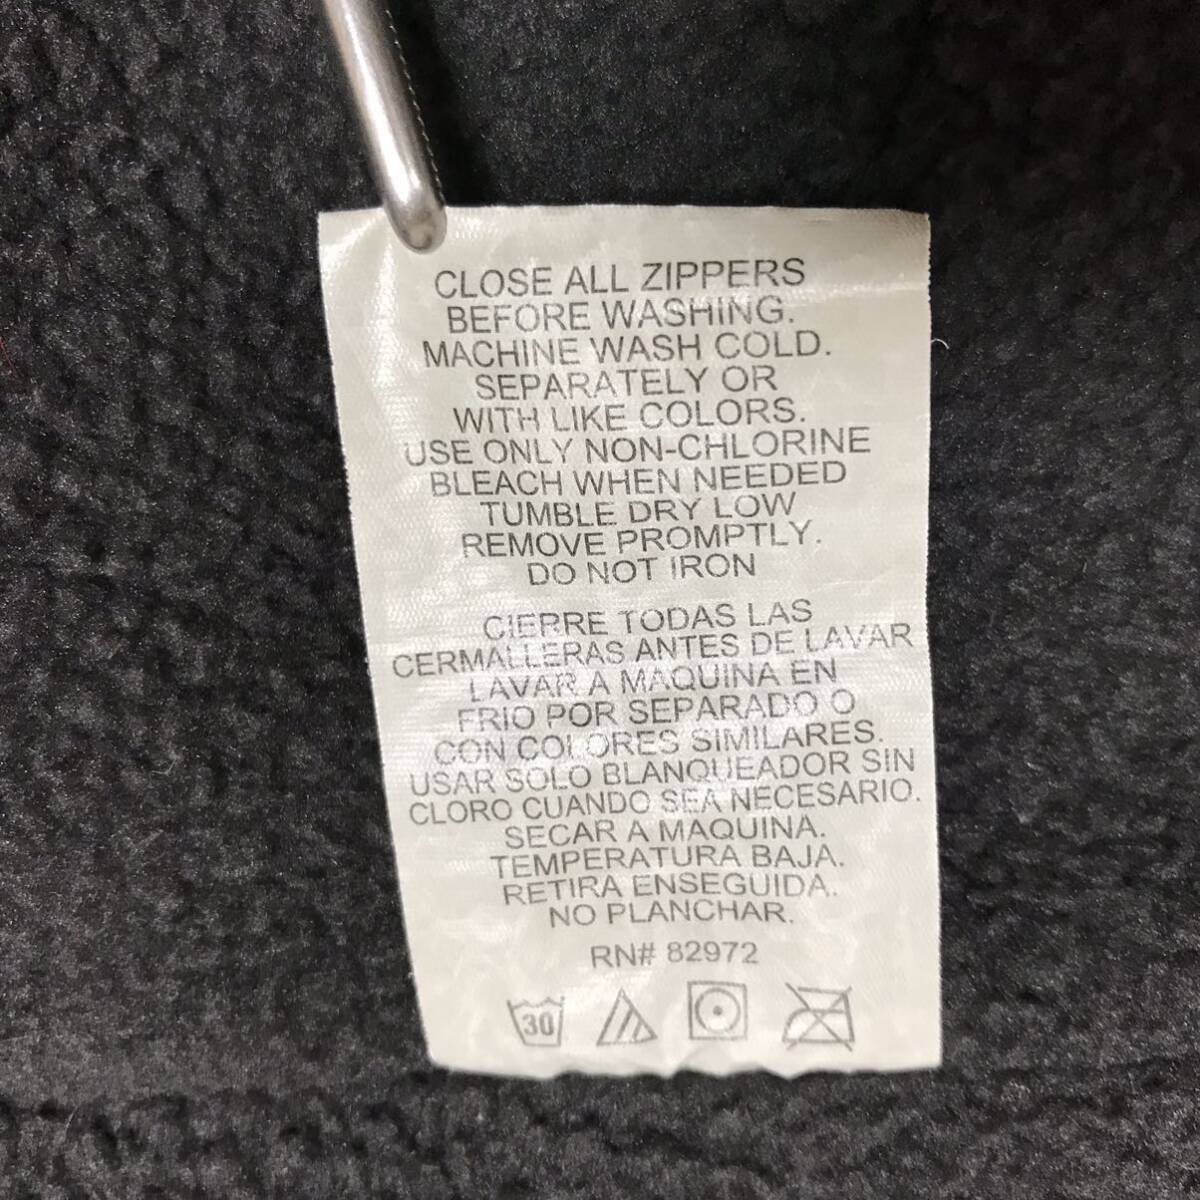 CLOSE ALL ZIPPERS
BEFORE WASHING.
MACHINE WASH COLD.
SEPARATELY OR
WITH LIKE COLORS.
USE ONLY NON-CHLORINE
BLEACH WHEN NEEDED
TUMBLE DRY LOW
REMOVE PROMPTLY.
DO NOT IRON
CIERRE TODAS LAS
CERMALLERAS ANTES DE LAVAR
LAVAR A MAQUINA EN
FRIO POR SEPARADO O
CON COLORES SIMILARES.
USAR SOLO BLANQUEADOR SIN
CLORO CUANDO SEA NECESARIO.
SECAR A MAQUINA.
TEMPERATURA BAJA.
RETIRA ENSEGUIDA.
NO PLANCHAR.
RN# 82972
30